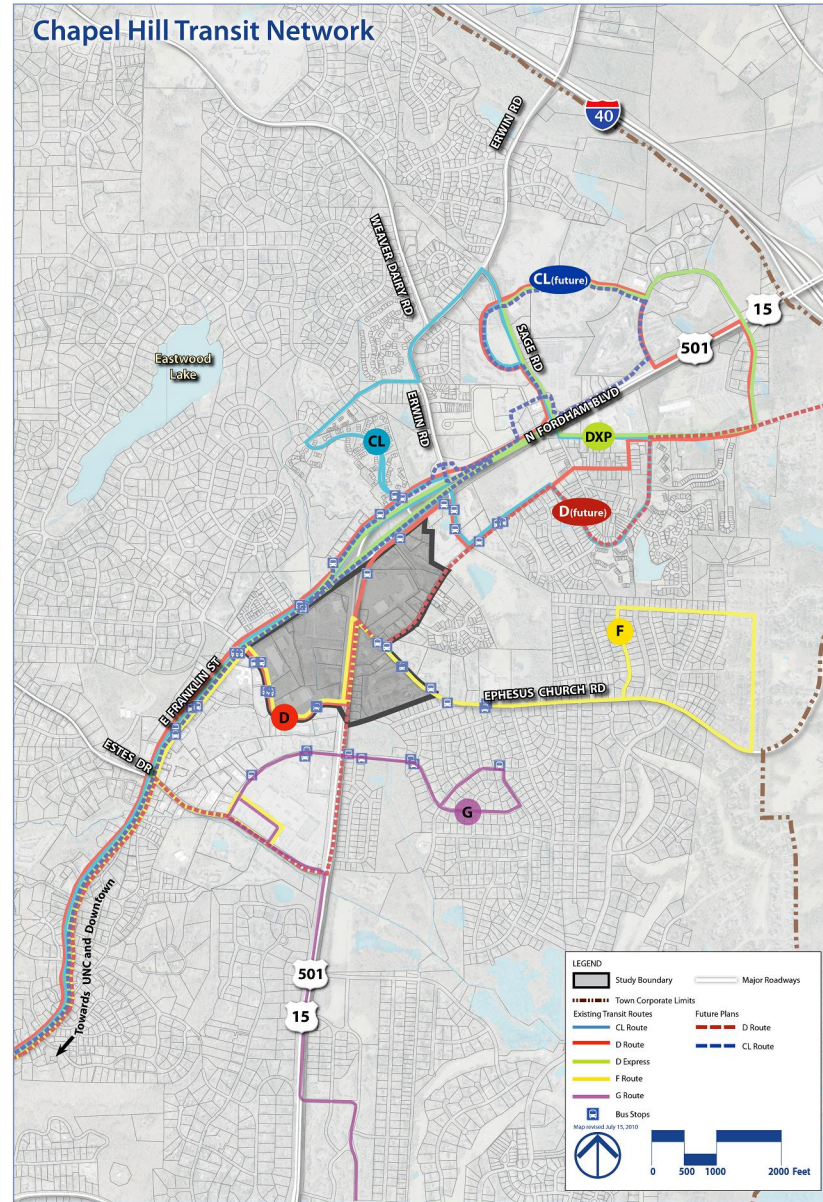 Chapel Hill Transit Network
ERWIN RD
40
WEAVER DAIRY RD
CL(future)
15
SAGE RD
501
Eastwood
Lake
ERWIN RD
N FORDHAM BLVD
CL
DXP
D(future)
F
E FRANKLIN ST
EPHESUS CHURCH RD
D
ESTES DR
G
Towards UNC and Downtown
501
15
LEGEND
Study Boundary
Major Roadways
Town Corporate Limits
Existing Transit Routes
Future Plans
CL Route
D Route
D Route
CL Route
D Express
F Route
G Route
Bus Stops
Map revised July 15, 2010
0 500 1000 2000 Feet